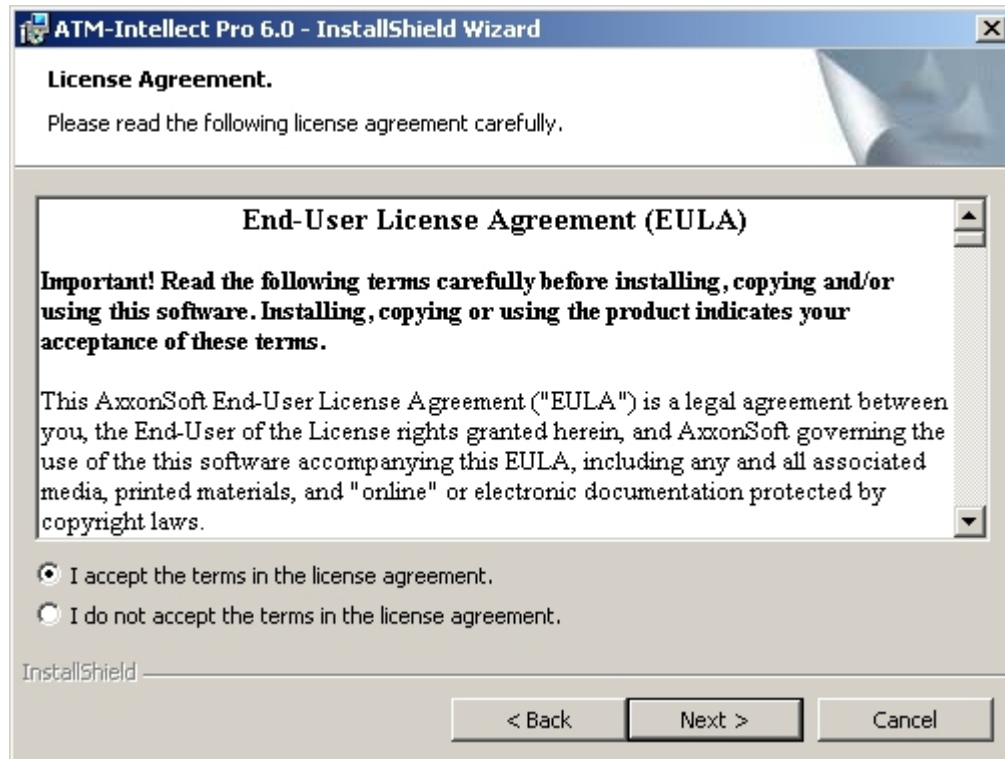 ATM-Intellect Pro 6.0 - InstallShield Wizard
License Agreement.
Please read the following license agreement carefully.
End-User License Agreement (EULA)
Important! Read the following terms carefully before installing, copying and/or
using this software. Installing, copying or using the product indicates your
acceptance of these terms.
This AxxonSoft End-User License Agreement ("EULA") is a legal agreement between
you, the End-User of the License rights granted herein, and AxxonSoft governing the
use of the this software accompanying this EULA, including any and all associated
media, printed materials, and "online" or electronic documentation protected by
copyright laws.
I accept the terms in the license agreement.
I do not accept the terms in the license agreement.
InstallShield
< Back
Next >
Cancel